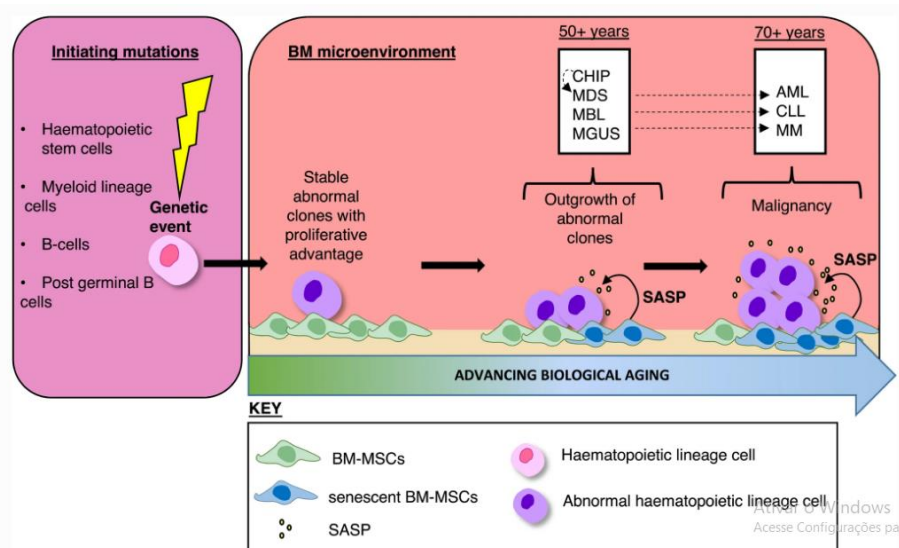 Initiating mutations
• Haematopoietic
stem cells
• Myeloid lineage
cells
• B-cells
• Post germinal B
cells
Genetic
event
BM microenvironment
Stable
abnormal
clones with
proliferative
advantage
50+ years
CHIP
MDS
MBL
MGUS
Outgrowth of
abnormal
clones
SASP
70+ years
AML
CLL
MM
Malignancy
SASP
ADVANCING BIOLOGICAL AGING
KEY
BM-MSCs
senescent BM-MSCs
SASP
Haematopoietic lineage cell
Abnormal haematopoietic lineage cell
Ativar o Windows
Acesse Configurações pa